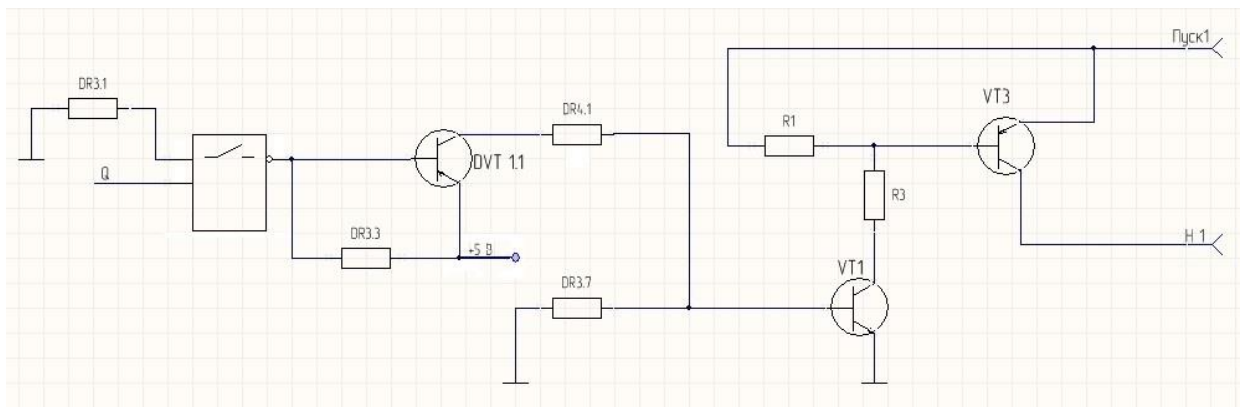 Пуск1
DR3.1
VT3
DR4.1
R1
DVT 1.1
Q
R3
DR3.3
+5 В
Н 1
VT1
DR3.7